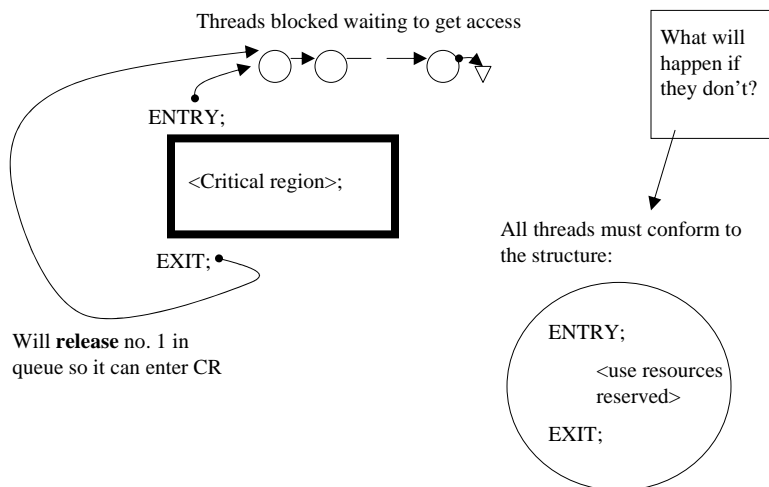 Threads blocked waiting to get access
ENTRY;
<Critical region>;
EXIT;
Will release no. 1 in
queue so it can enter CR
What will
happen if
they don't?
All threads must conform to
the structure:
ENTRY;
<use resources
reserved>
EXIT;